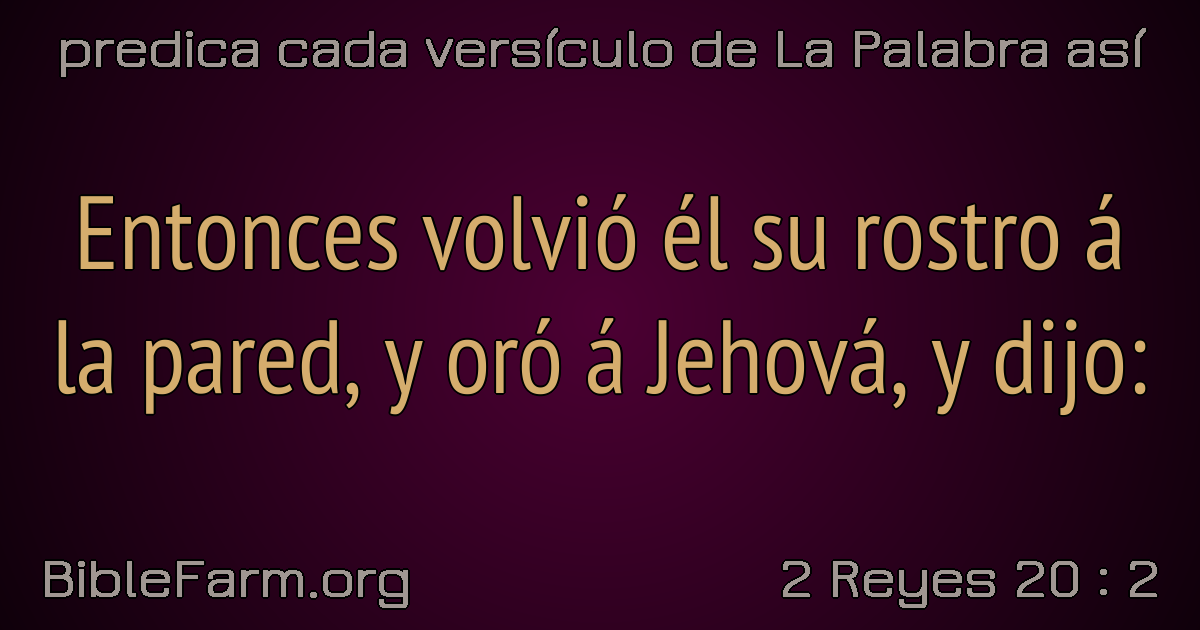 predica cada versículo de La Palabra así
Entonces volvió él su rostro á
la pared, y oró á Jehová, y dijo:
BibleFarm.org
2 Reyes 20 : 2